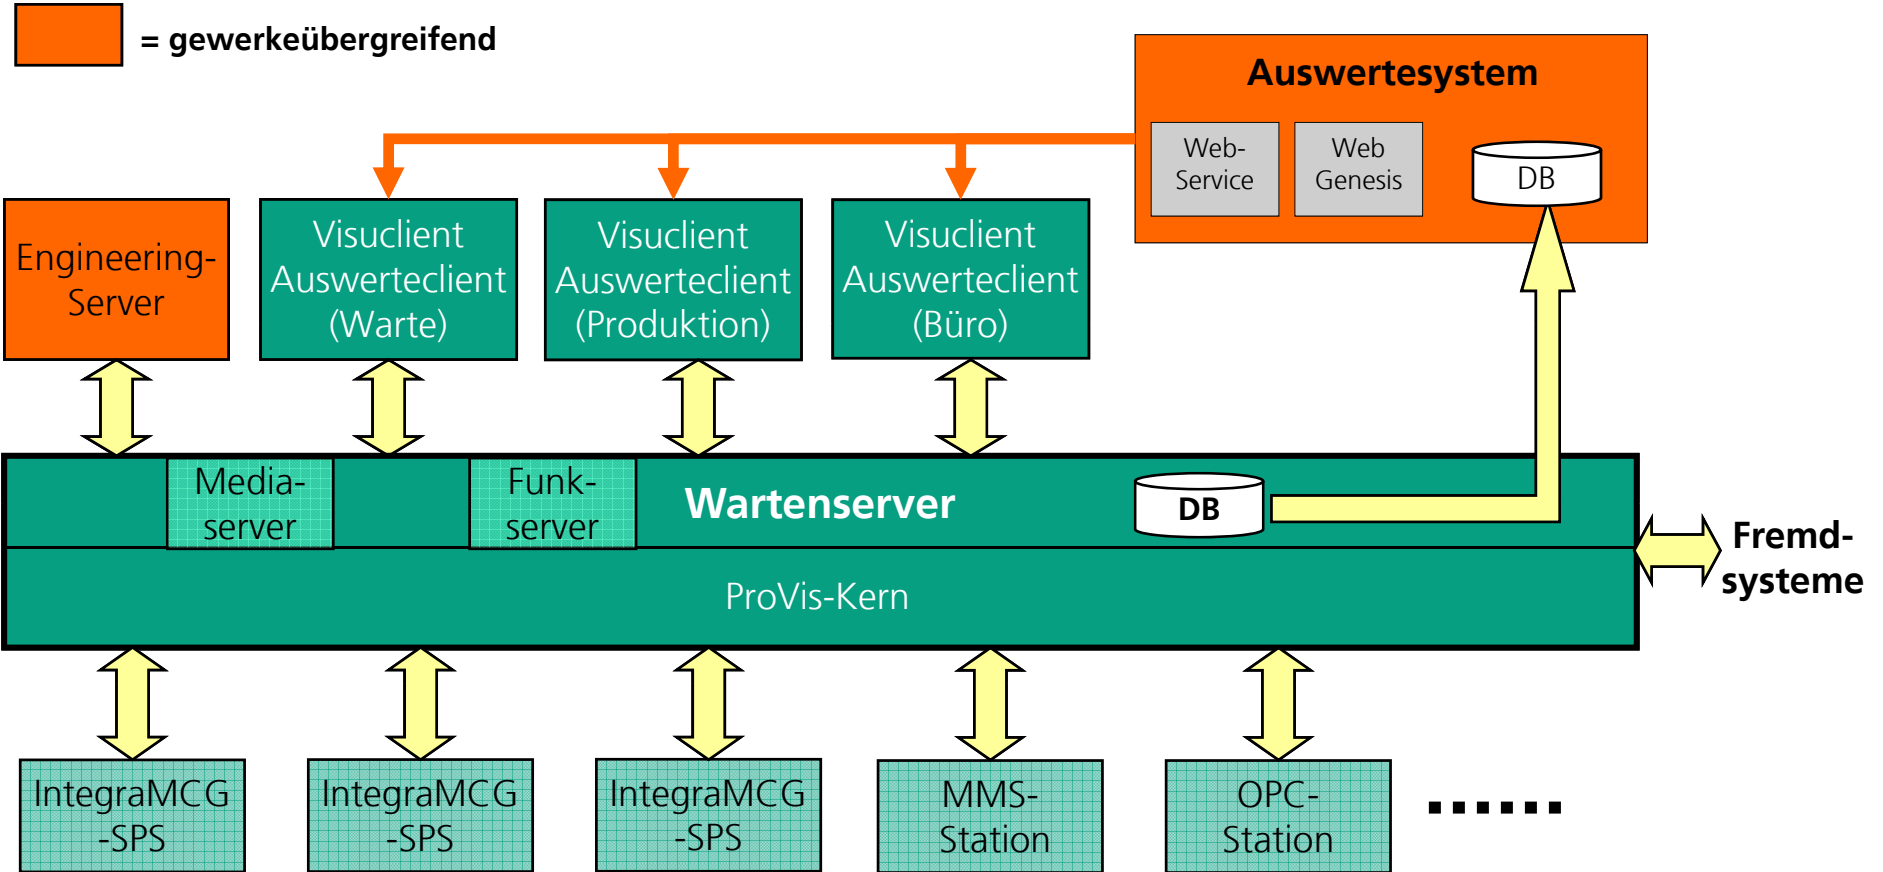 = gewerkeübergreifend
Auswertesystem
Web-
Service
Web
Genesis
DB
Engineering-
Server
Visuclient
Auswerteclient
(Warte)
Visuclient
Auswerteclient
(Produktion)
Visuclient
Auswerteclient
(Büro)
Media-
server
Funk-
server
Wartenserver
DB
Fremd-
systeme
ProVis-Kern
IntegraMCG
-SPS
IntegraMCG
-SPS
IntegraMCG
-SPS
MMS-
Station
OPC-
Station